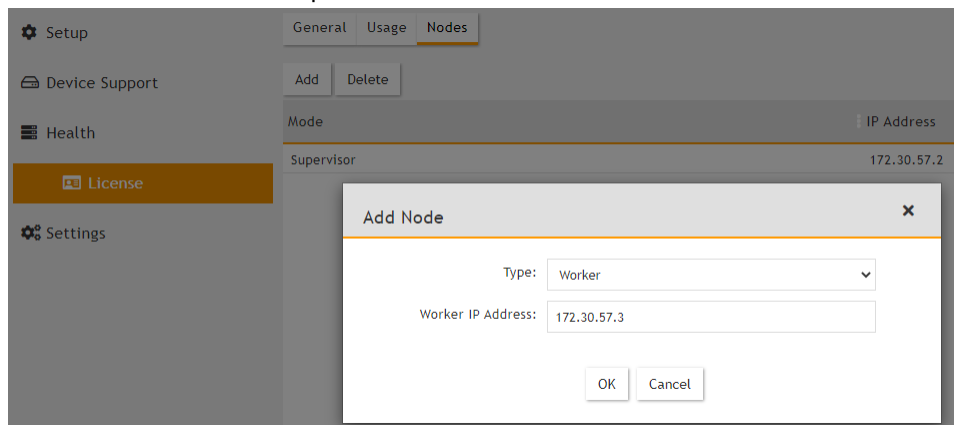 Setup
General Usage Nodes
Device Support
Add Delete
Health
Mode IP Address
Supervisor 172.30.57.2
License
Add Node ×
Settings
Type: Worker
Worker IP Address: 172.30.57.3
OK Cancel